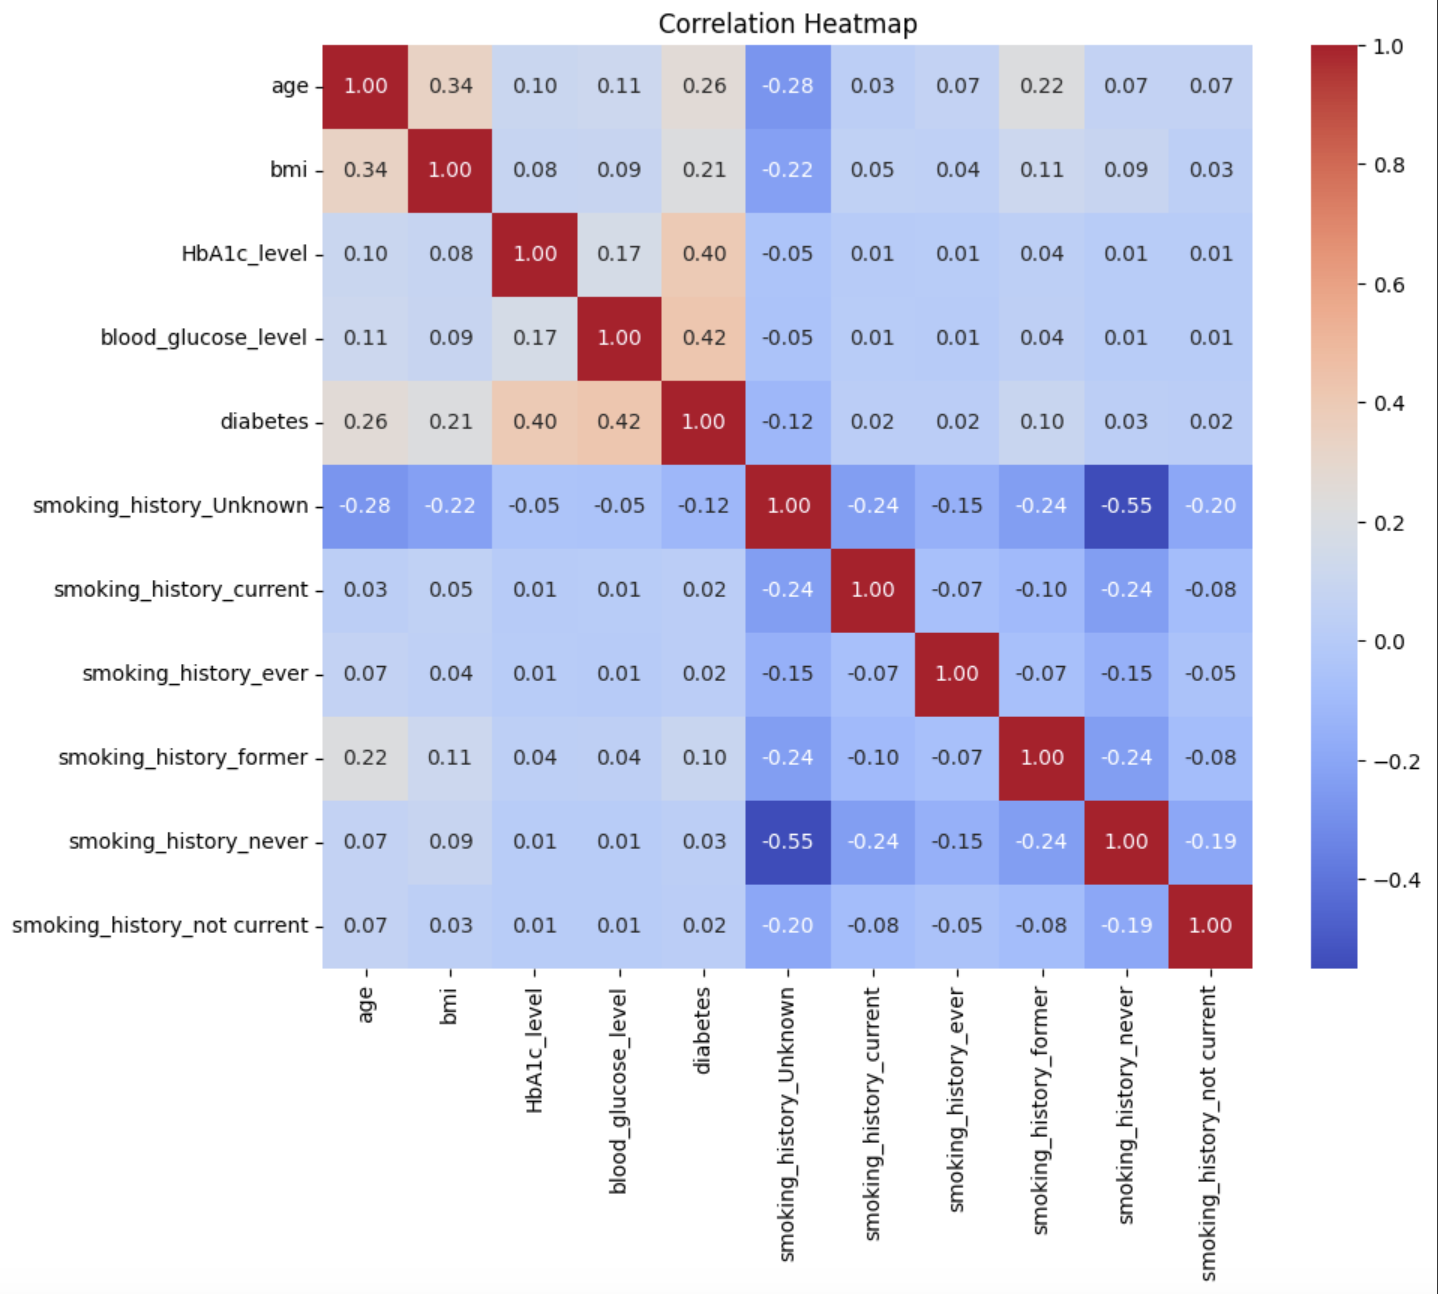 Correlation Heatmap
age 1.00 0.34 0.10 0.11 0.26 -0.28 0.03 0.07 0.22 0.07 0.07
bmi 0.34 1.00 0.08 0.09 0.21 -0.22 0.05 0.04 0.11 0.09 0.03
HbA1c_level 0.10 0.08 1.00 0.17 0.40 -0.05 0.01 0.01 0.04 0.01 0.01
blood_glucose_level 0.11 0.09 0.17 1.00 0.42 -0.05 0.01 0.01 0.04 0.01 0.01
diabetes 0.26 0.21 0.40 0.42 1.00 -0.12 0.02 0.02 0.10 0.03 0.02
smoking_history_Unknown -0.28 -0.22 -0.05 -0.05 -0.12 1.00 -0.24 -0.15 -0.24 -0.55 -0.20
smoking_history_current 0.03 0.05 0.01 0.01 0.02 -0.24 1.00 -0.07 -0.10 -0.24 -0.08
smoking_history_ever 0.07 0.04 0.01 0.01 0.02 -0.15 -0.07 1.00 -0.07 -0.15 -0.05
smoking_history_former 0.22 0.11 0.04 0.04 0.10 -0.24 -0.10 -0.07 1.00 -0.24 -0.08
smoking_history_never 0.07 0.09 0.01 0.01 0.03 -0.55 -0.24 -0.15 -0.24 1.00 -0.19
smoking_history_not current 0.07 0.03 0.01 0.01 0.02 -0.20 -0.08 -0.05 -0.08 -0.19 1.00
age
bmi
HbA1c_level
blood_glucose_level
diabetes
smoking_history_Unknown
smoking_history_current
smoking_history_ever
smoking_history_former
smoking_history_never
smoking_history_not current
1.0
0.8
0.6
0.4
0.2
0.0
−0.2
−0.4